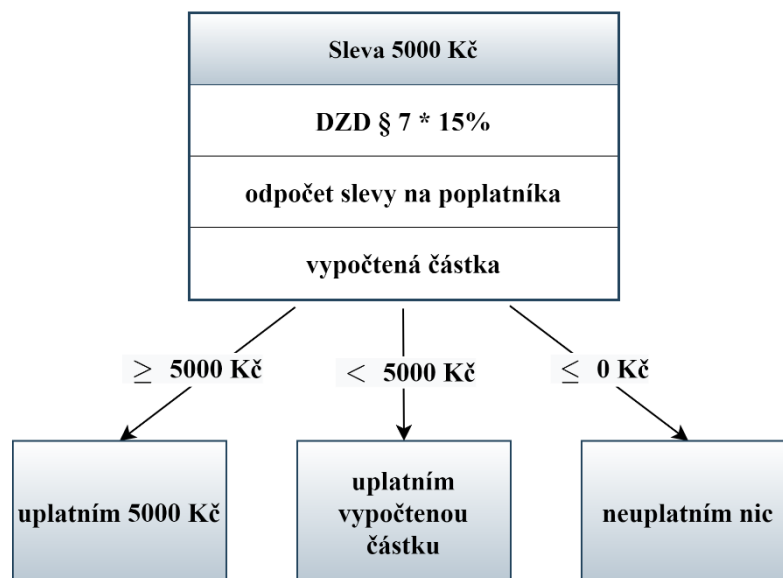 Sleva 5000 Kč
DZD § 7 * 15%
odpočet slevy na poplatníka
vypočtená částka
≥ 5000 Kč
< 5000 Kč
≤ 0 Kč
uplatním 5000 Kč
uplatním
vypočtenou
částku
neuplatním nic